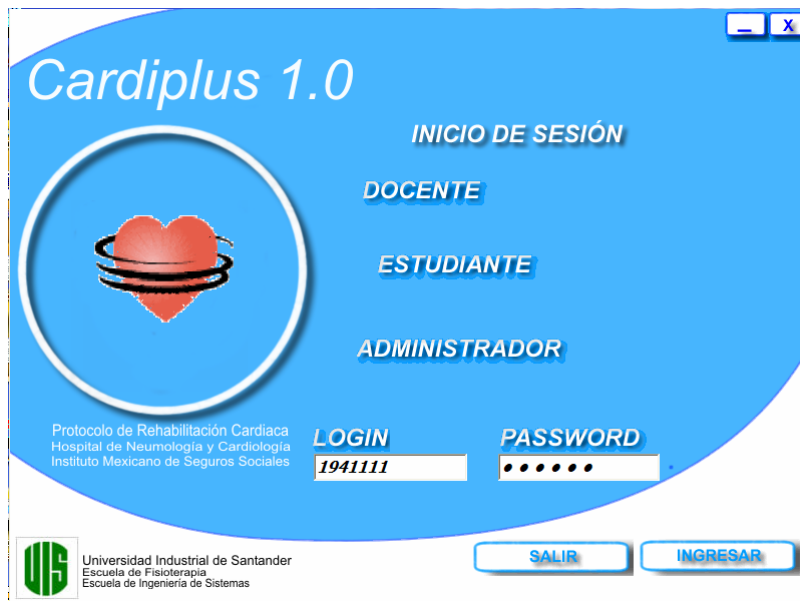 Cardiplus 1.0
INICIO DE SESIÓN
DOCENTE
ESTUDIANTE
ADMINISTRADOR
Protocolo de Rehabilitación Cardiaca
Hospital de Neumología y Cardiología
Instituto Mexicano de Seguros Sociales
LOGIN
PASSWORD
1941111
••••••
UIS
Universidad Industrial de Santander
Escuela de Fisioterapia
Escuela de Ingeniería de Sistemas
SALIR
INGRESAR
X